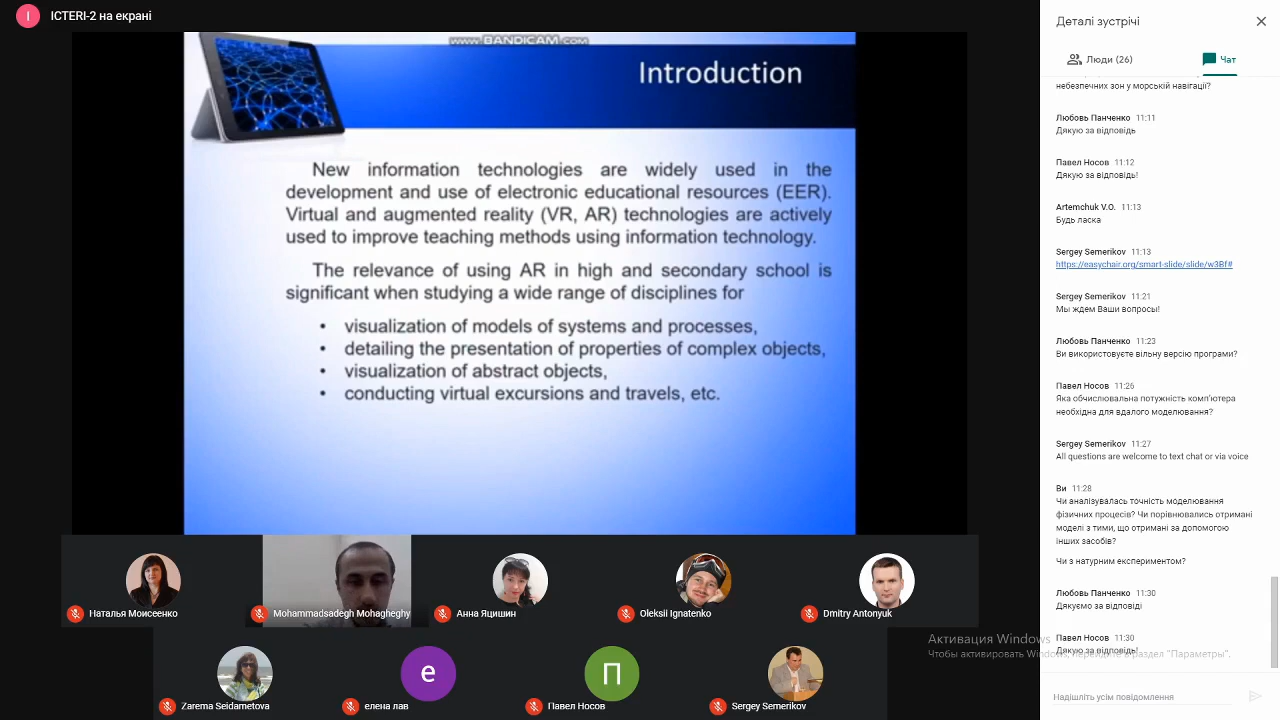 І
ICTERI-2 на екрані
www.BANDICAM.com
Introduction
New information technologies are widely used in the
development and use of electronic educational resources (EER).
Virtual and augmented reality (VR, AR) technologies are actively
used to improve teaching methods using information technology.
The relevance of using AR in high and secondary school is
significant when studying a wide range of disciplines for
• visualization of models of systems and processes,
• detailing the presentation of properties of complex objects,
• visualization of abstract objects,
• conducting virtual excursions and travels, etc.
Наталья Моисеенко
Mohammadsadegh Mohagheghy
Анна Яцишин
Oleksii Ignatenko
Dmitry Antonyuk
е
П
Zarema Seidametova
елена лав
Павел Носов
Sergey Semerikov
Деталі зустрічі
Люди (26)
Чат
небезпечних зон у морській навігації?
Любовь Панченко 11:11
Дякую за відповідь
Павел Носов 11:12
Дякую за відповідь!
Artemchuk V.O. 11:13
Будь ласка
Sergey Semerikov 11:13
https://easychair.org/smart-slide/slide/w3Bf#
Sergey Semerikov 11:21
Мы ждем Ваши вопросы!
Любовь Панченко 11:23
Ви використовуєте вільну версію програми?
Павел Носов 11:26
Яка обчислювальна потужність комп'ютера
необхідна для вдалого моделювання?
Sergey Semerikov 11:27
All questions are welcome to text chat or via voice
Ви 11:28
Чи аналізувалась точність моделювання
фізичних процесів? Чи порівнювались отримані
моделі з тими, що отримані за допомогою
інших засобів?
Чи з натурним експериментом?
Любовь Панченко 11:30
Дякуємо за відповіді
Павел Носов 11:30
Дякую за відповідь!
Активация Windows
Чтобы активировать Windows, перейдите в раздел "Параметры".
Надішліть усім повідомлення